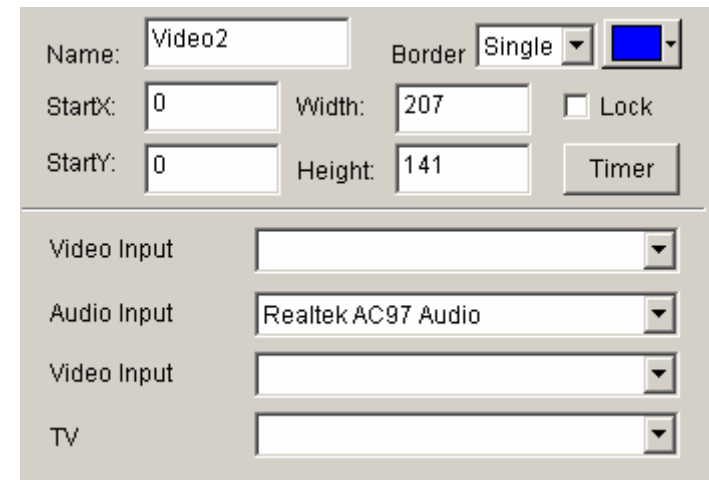 Name: Video2 Border Single
StartX: 0 Width: 207 Lock
StartY: 0 Height: 141 Timer
Video Input
Audio Input Realtek AC97 Audio
Video Input
TV